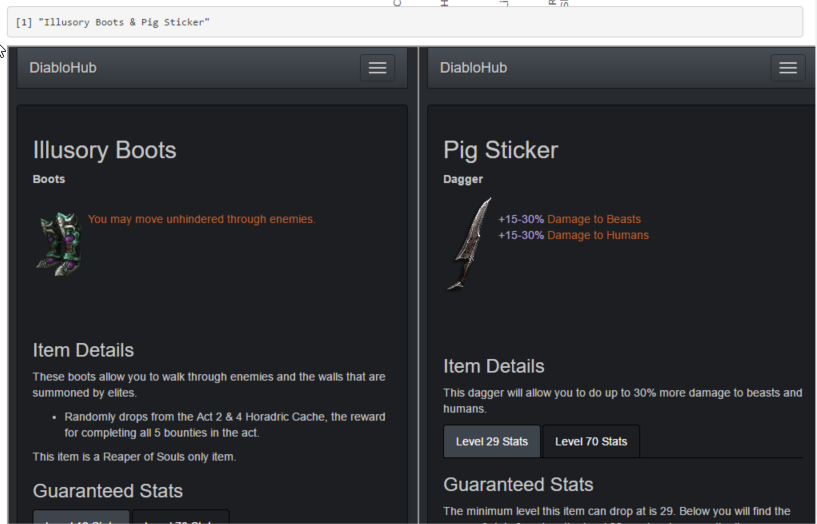 [1] "Illusory Boots & Pig Sticker"
DiabloHub
Illusory Boots
Boots
You may move unhindered through enemies.
Item Details
These boots allow you to walk through enemies and the walls that are
summoned by elites.
• Randomly drops from the Act 2 & 4 Horadric Cache, the reward
for completing all 5 bounties in the act.
This item is a Reaper of Souls only item.
Guaranteed Stats
DiabloHub
Pig Sticker
Dagger
+15-30% Damage to Beasts
+15-30% Damage to Humans
Item Details
This dagger will allow you to do up to 30% more damage to beasts and
humans.
Level 29 Stats Level 70 Stats
Guaranteed Stats
The minimum level this item can drop at is 29. Below you will find the